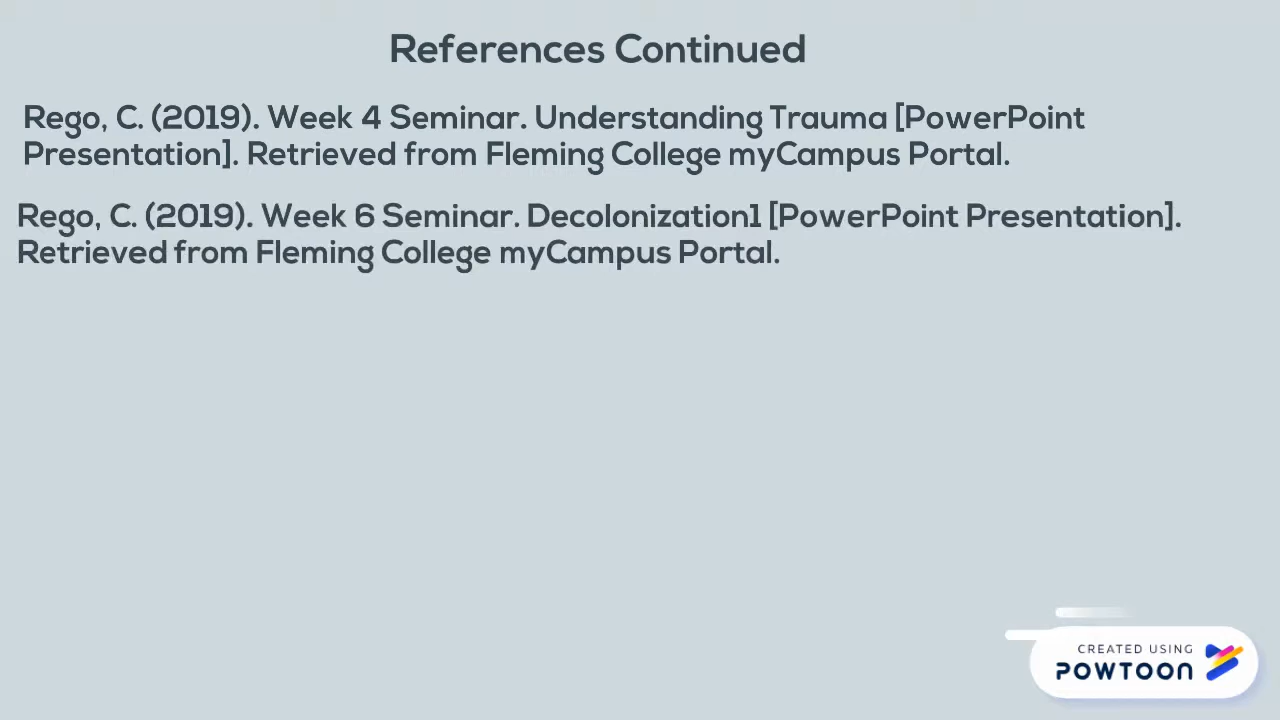 References Continued
Rego, C. (2019). Week 4 Seminar. Understanding Trauma [PowerPoint
Presentation]. Retrieved from Fleming College myCampus Portal.
Rego, C. (2019). Week 6 Seminar. Decolonization1 [PowerPoint Presentation].
Retrieved from Fleming College myCampus Portal.
CREATED USING
POWTOON